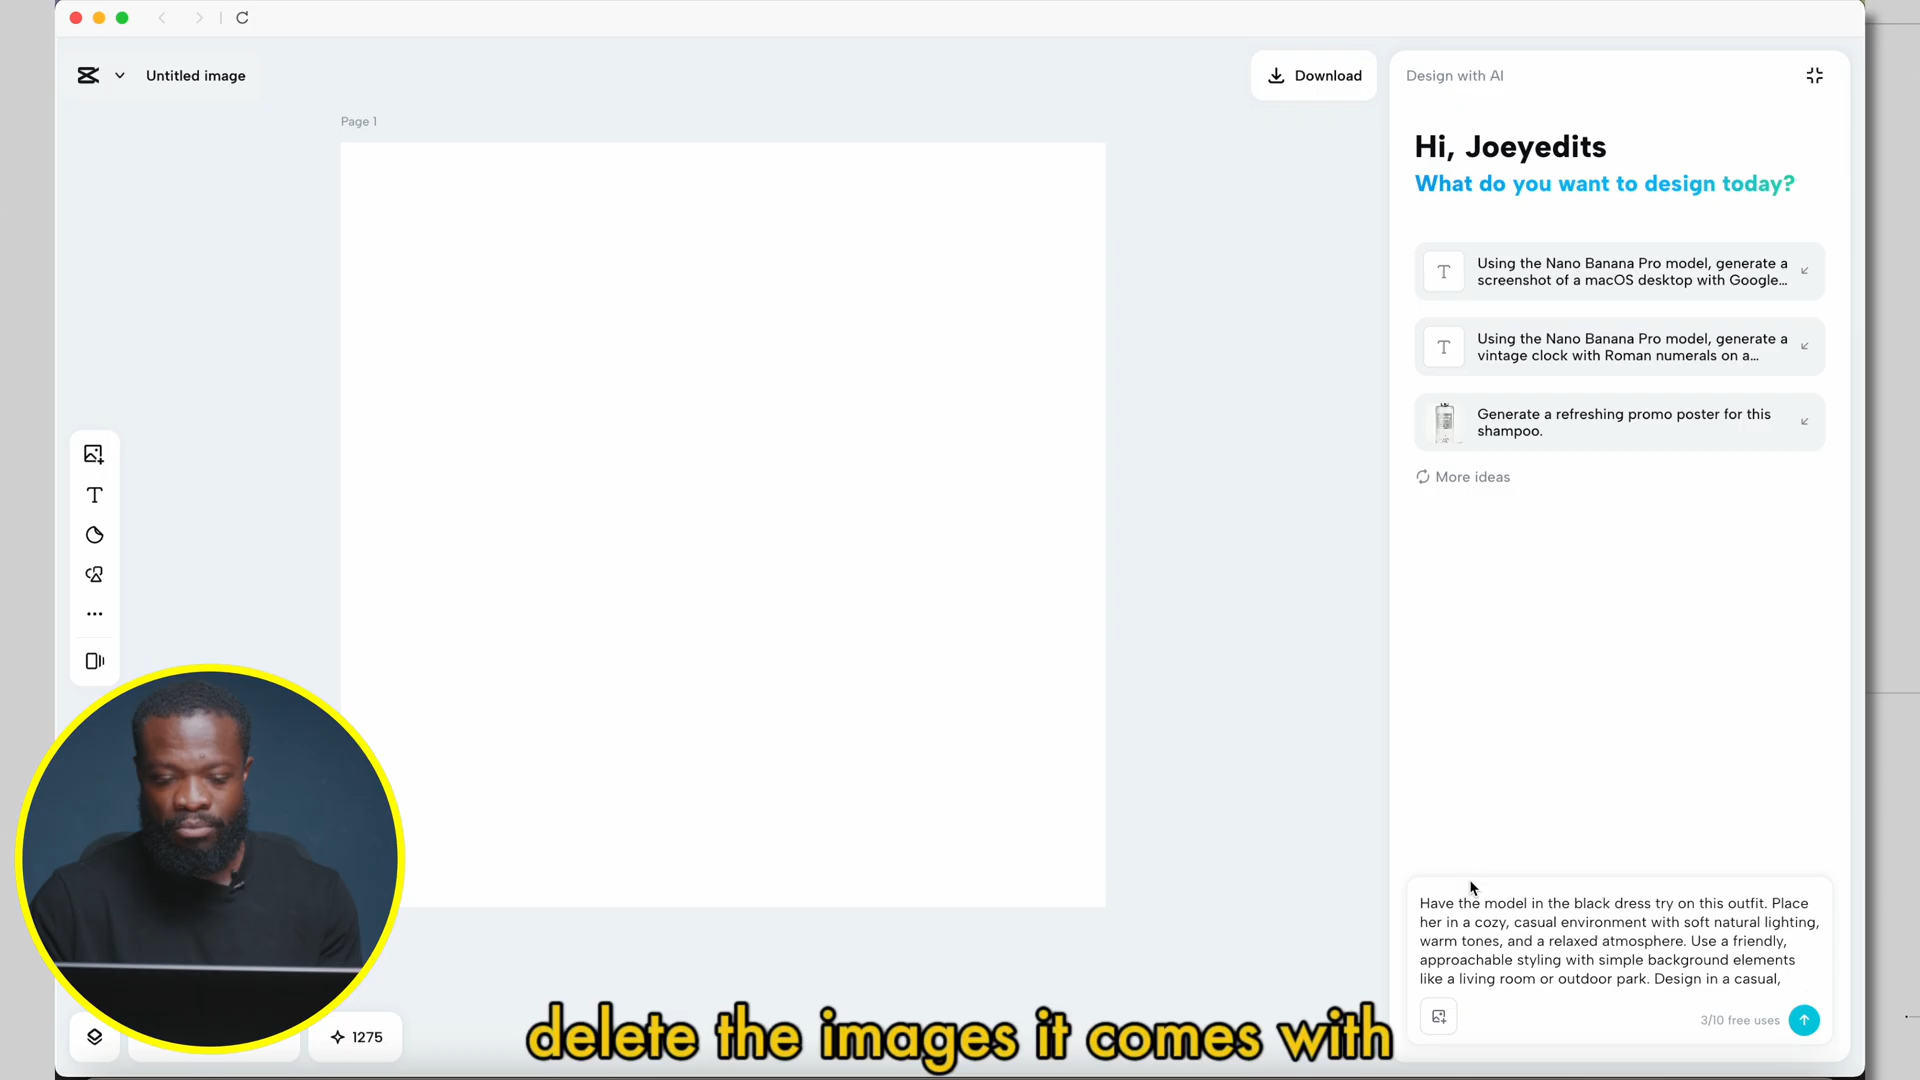 Untitled image
Download
Design with AI
Page 1
Hi, Joeyedits
What do you want to design today?
Using the Nano Banana Pro model, generate a
screenshot of a macOS desktop with Google...
Using the Nano Banana Pro model, generate a
vintage clock with Roman numerals on a...
Generate a refreshing promo poster for this
shampoo.
More ideas
Have the model in the black dress try on this outfit. Place
her in a cozy, casual environment with soft natural lighting,
warm tones, and a relaxed atmosphere. Use a friendly,
approachable styling with simple background elements
like a living room or outdoor park. Design in a casual,
3/10 free uses
1275
delete the images it comes with